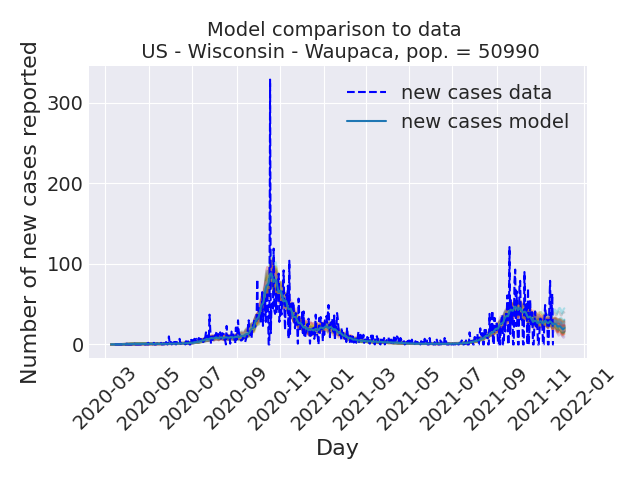 Model comparison to data
US - Wisconsin - Waupaca, pop. = 50990
Number of new cases reported
300
200
100
0
new cases data
new cases model
2020-03
2020-05
2020-07
2020-09
2020-11
2021-01
2021-03
2021-05
2021-07
2021-09
2021-11
2022-01
Day